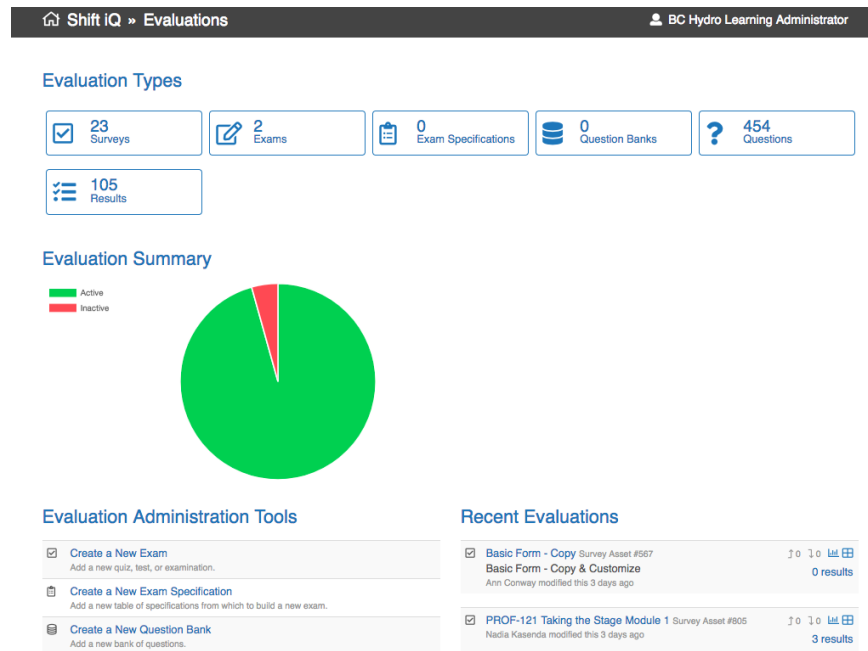 Shift iQ » Evaluations
BC Hydro Learning Administrator
Evaluation Types
23
Surveys
2
Exams
0
Exam Specifications
0
Question Banks
454
Questions
105
Results
Evaluation Summary
Active
Inactive
Evaluation Administration Tools
Create a New Exam
Add a new quiz, test, or examination.
Create a New Exam Specification
Add a new table of specifications from which to build a new exam.
Create a New Question Bank
Add a new bank of questions.
Recent Evaluations
Basic Form - Copy Survey Asset #567
0 0
Basic Form - Copy & Customize
0 results
Ann Conway modified this 3 days ago
PROF-121 Taking the Stage Module 1 Survey Asset #805
0 0
Nadia Kasenda modified this 3 days ago
3 results